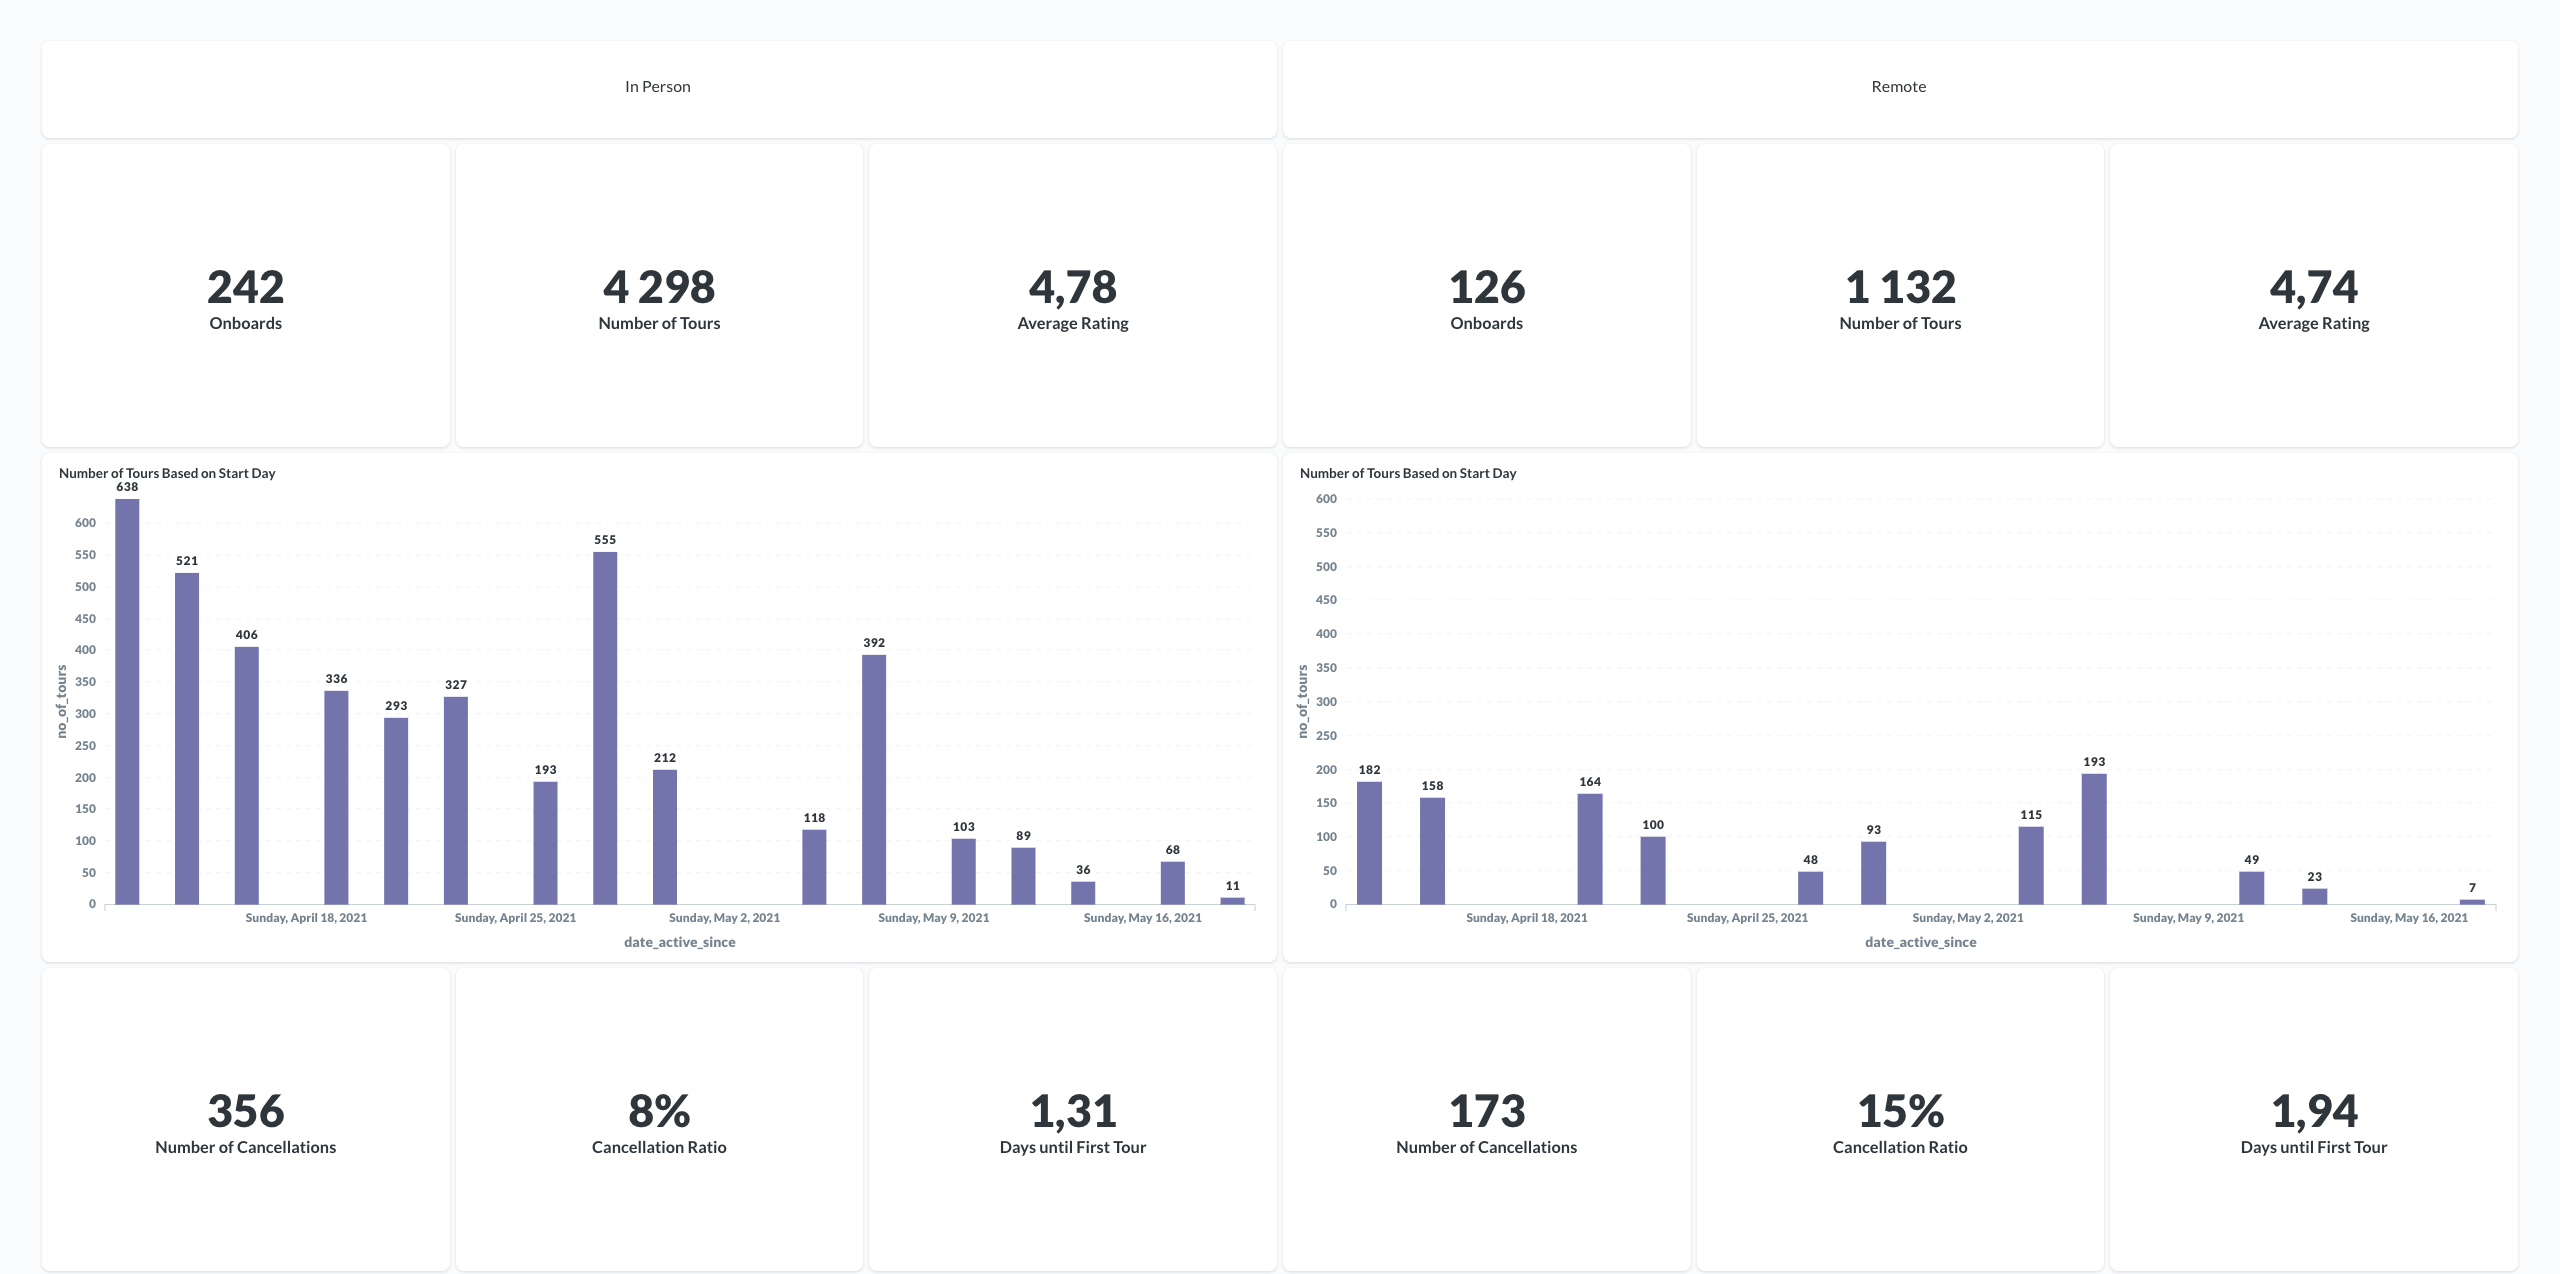 In Person
Remote
242
Onboards
4 298
Number of Tours
4,78
Average Rating
126
Onboards
1 132
Number of Tours
4,74
Average Rating
Number of Tours Based on Start Day
638
521
406
336
293
327
193
555
212
118
392
103
89
36
68
11
600
550
500
450
400
350
300
250
200
150
100
50
0
no_of_tours
Sunday, April 18, 2021
Sunday, April 25, 2021
Sunday, May 2, 2021
Sunday, May 9, 2021
Sunday, May 16, 2021
date_active_since
Number of Tours Based on Start Day
600
550
500
450
400
350
300
250
200
150
100
50
0
no_of_tours
182
158
164
100
48
93
115
193
49
23
7
Sunday, April 18, 2021
Sunday, April 25, 2021
Sunday, May 2, 2021
Sunday, May 9, 2021
Sunday, May 16, 2021
date_active_since
356
Number of Cancellations
8%
Cancellation Ratio
1,31
Days until First Tour
173
Number of Cancellations
15%
Cancellation Ratio
1,94
Days until First Tour